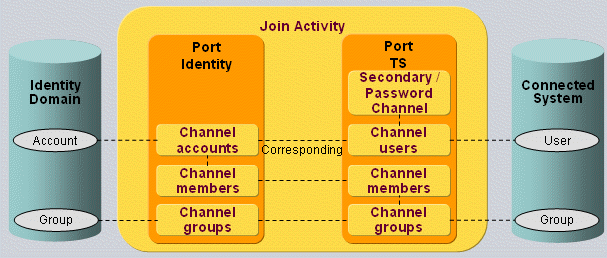 Join Activity
Identity
Domain
Account
Group
Port
Identity
Channel
accounts
Channel
members
Channel
groups
Corresponding
Port
TS
Secondary /
Password
Channel
Channel
users
Channel
members
Channel
groups
Connected
System
User
Group